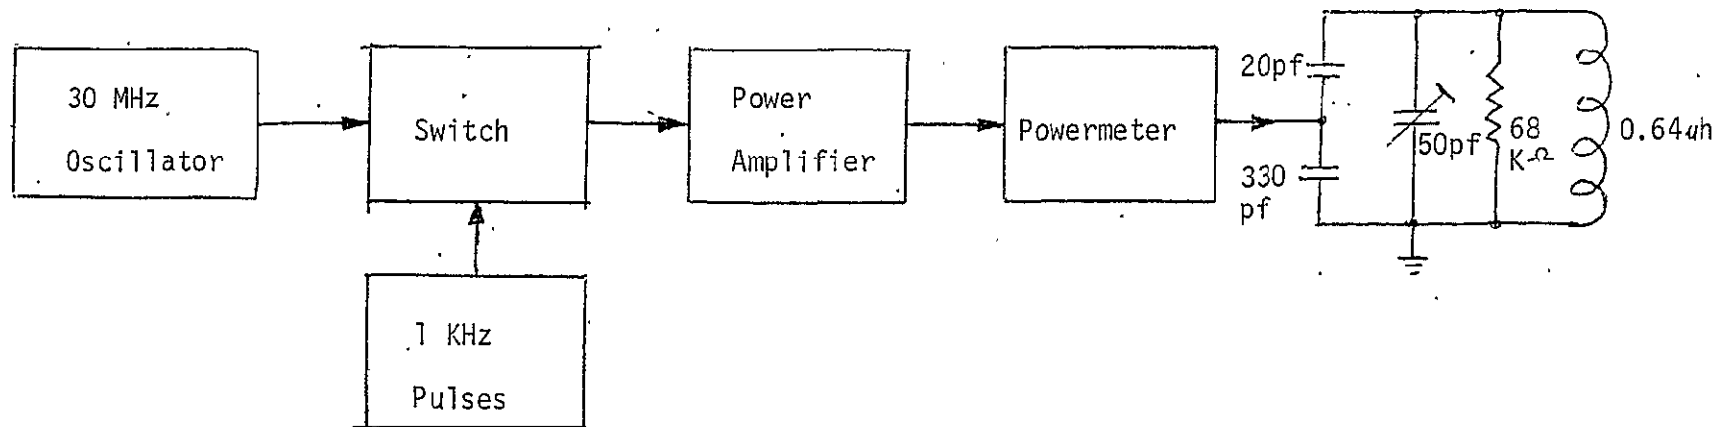 30 MHz
Oscillator
Switch
Power
Amplifier
Powermeter
1 KHz
Pulses
20pf
330
pf
50pf
68
K-Ω
0.64uh